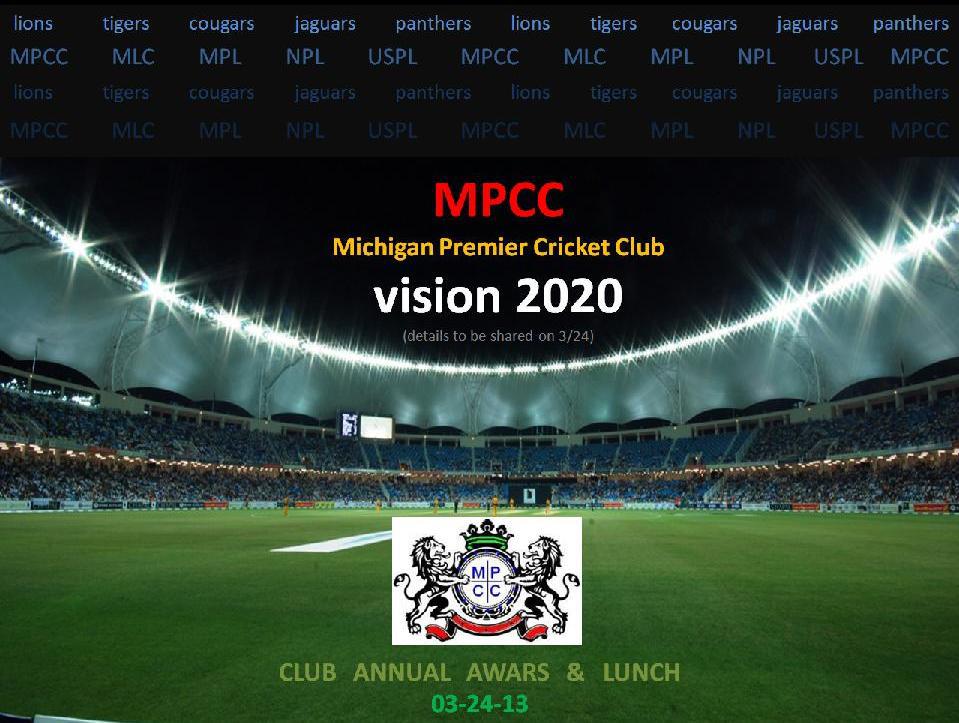 lions tigers cougars jaguars panthers lions tigers cougars jaguars panthers
MPCC MLC MPL NPL USPL MPCC MLC MPL NPL USPL MPCC
lions tigers cougars jaguars panthers lions tigers cougars jaguars panthers
MPCC MLC MPL NPL USPL MPCC MLC MPL NPL USPL MPCC
MPCC
Michigan Premier Cricket Club
vision 2020
(details to be shared on 3/24)
M P
C C
CLUB ANNUAL AWARS & LUNCH
03-24-13